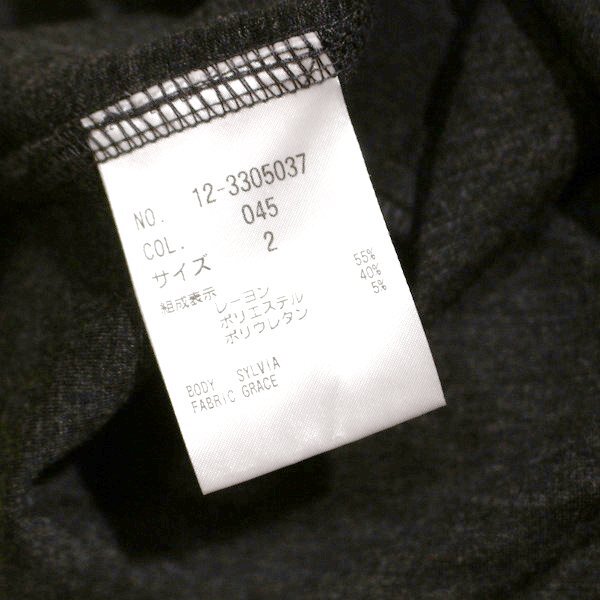 NO. 12-3305037
COL. 045
サイズ 2
組成表示
レーヨン 55%
ポリエステル 40%
ポリウレタン 5%
BODY SYLVIA
FABRIC GRACE